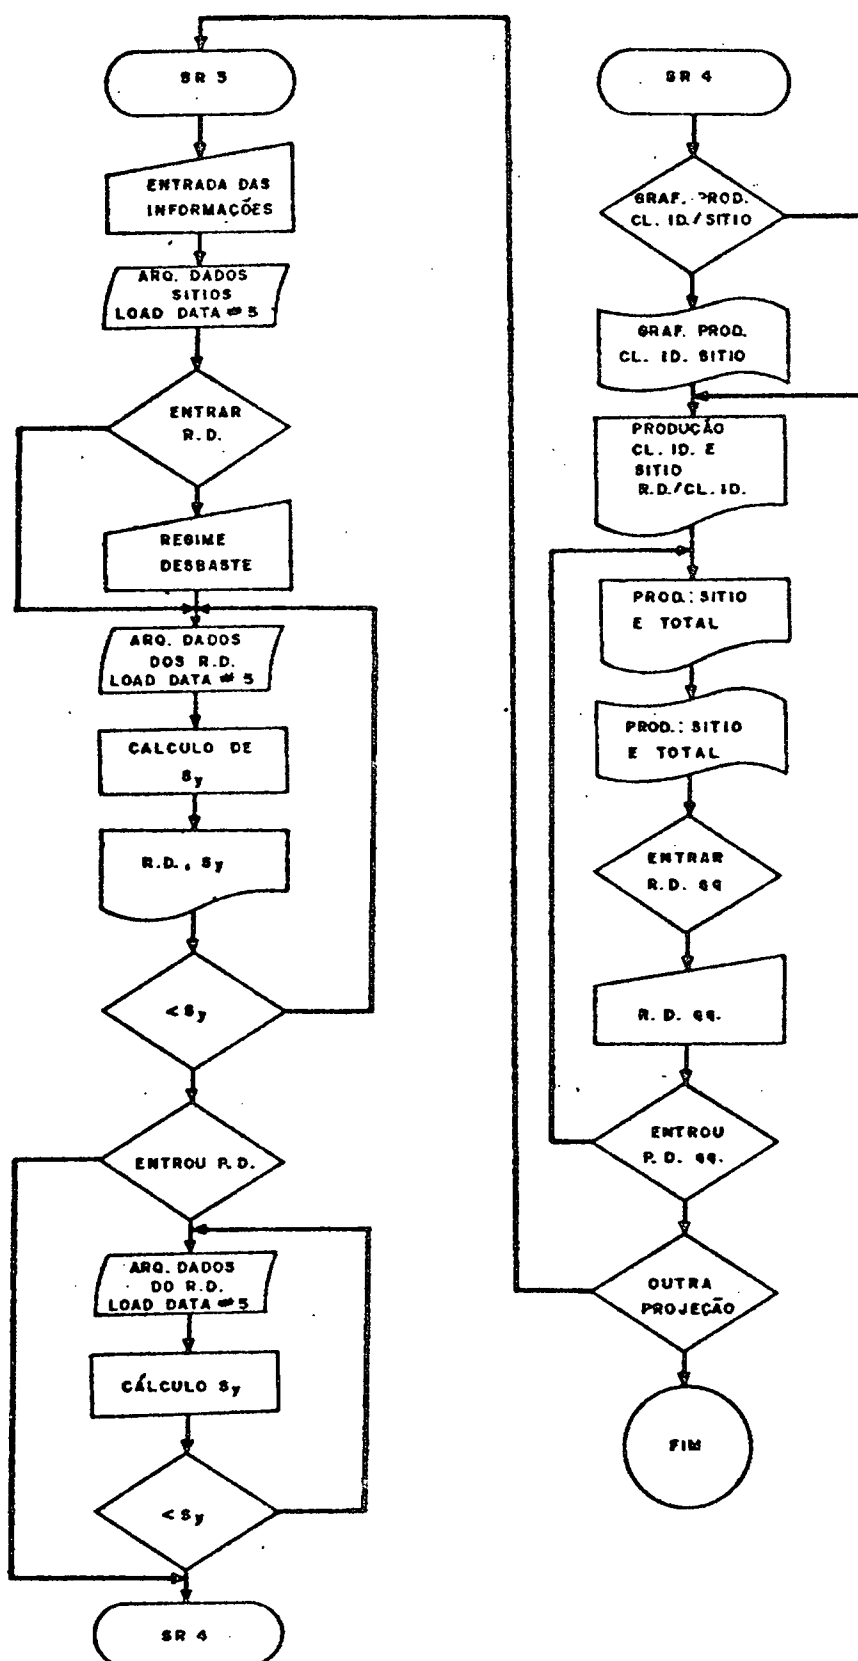 SR 3
ENTRADA DAS
INFORMAÇÕES
ARQ. DADOS
SITIOS
LOAD DATA # 5
ENTRAR
R.D.
REGIME
DESBASTE
ARQ. DADOS
DOS R.D.
LOAD DATA # 5
CALCULO DE
Sy
R.D., Sy
< Sy
ENTROU P.D.
ARQ. DADOS
DO R.D.
LOAD DATA # 5
CÁLCULO Sy
< Sy
SR 4
SR 4
GRAF. PROD.
CL. ID./SITIO
GRAF. PROD.
CL. ID. SITIO
PRODUÇÃO
CL. ID. E
SITIO
R.D./CL. ID.
PROD.: SITIO
E TOTAL
PROD.: SITIO
E TOTAL
ENTRAR
R.D. qq
R. D. qq.
ENTROU
P. D. qq.
OUTRA
PROJEÇÃO
FIM